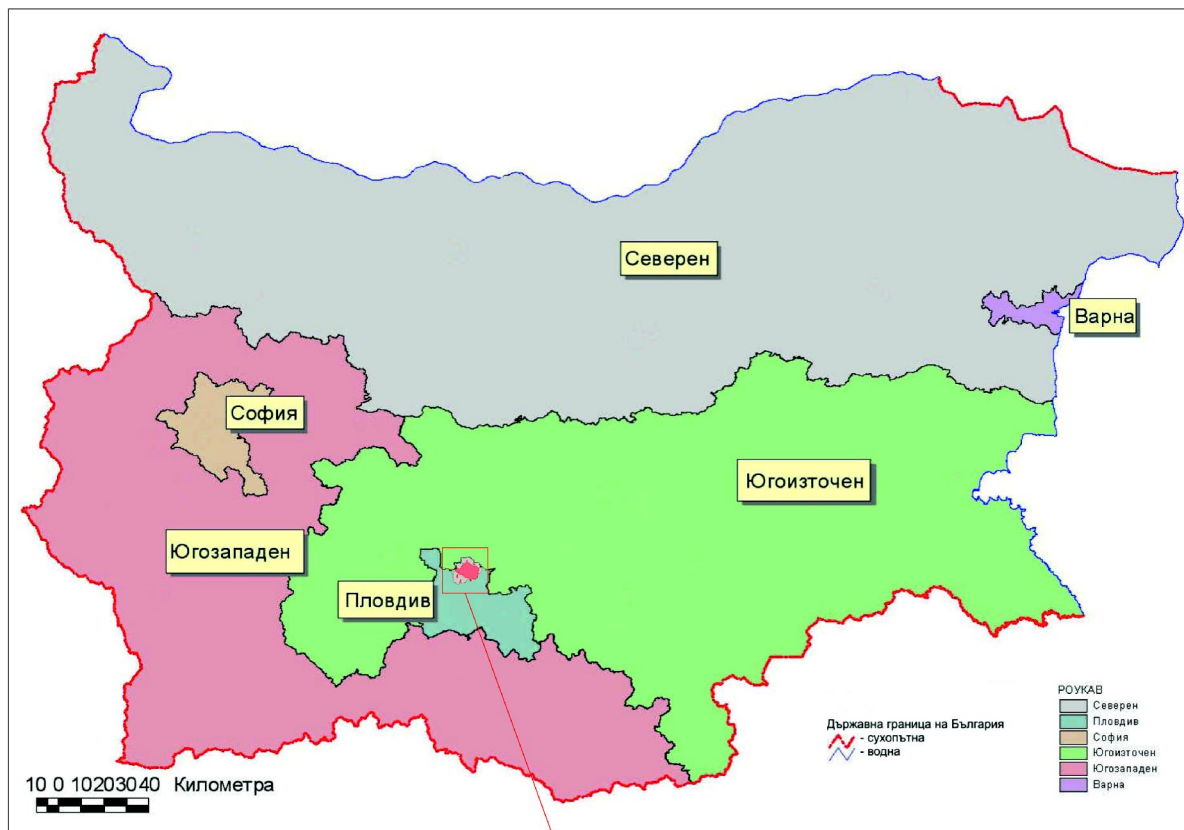 Северен
Варна
София
Югоизточен
Югозападен
Пловдив
РОУКАВ
Северен
Пловдив
София
Югоизточен
Югозападен
Варна
Държавна граница на България
- сухопътна
- водна
10 0 10203040 Километра